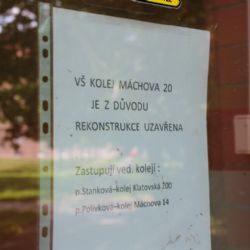 VŠ KOLEJ MÁCHOVA 20
JE Z DŮVODU
REKONSTRUKCE UZAVŘENA
Zastupují ved. kolejí :
p.Stanková-kolej Klatovská 200
p.Polívková-kolej Máchova 14